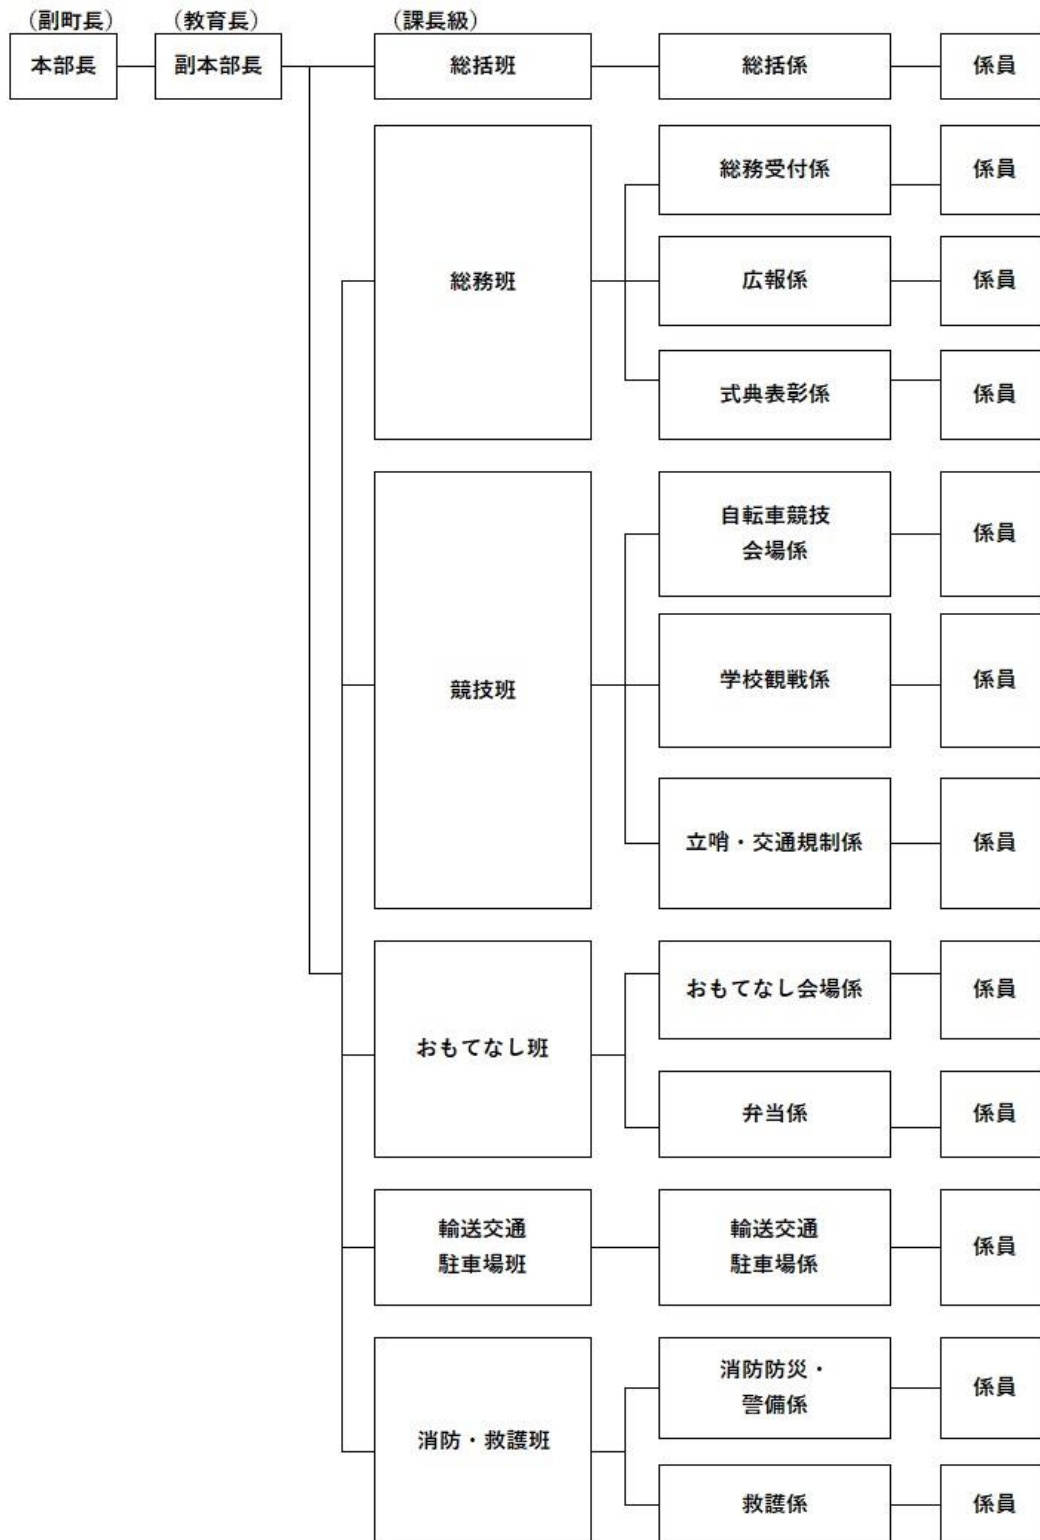 （副町長）
（教育長）
（課長級）
本部長
副本部長
総括班
総括係
係員
総務班
総務受付係
係員
広報係
係員
式典表彰係
係員
競技班
自転車競技
会場係
係員
学校観戦係
係員
立哨・交通規制係
係員
おもてなし班
おもてなし会場係
係員
弁当係
係員
輸送交通
駐車場班
輸送交通
駐車場係
係員
消防・救護班
消防防災・
警備係
係員
救護係
係員